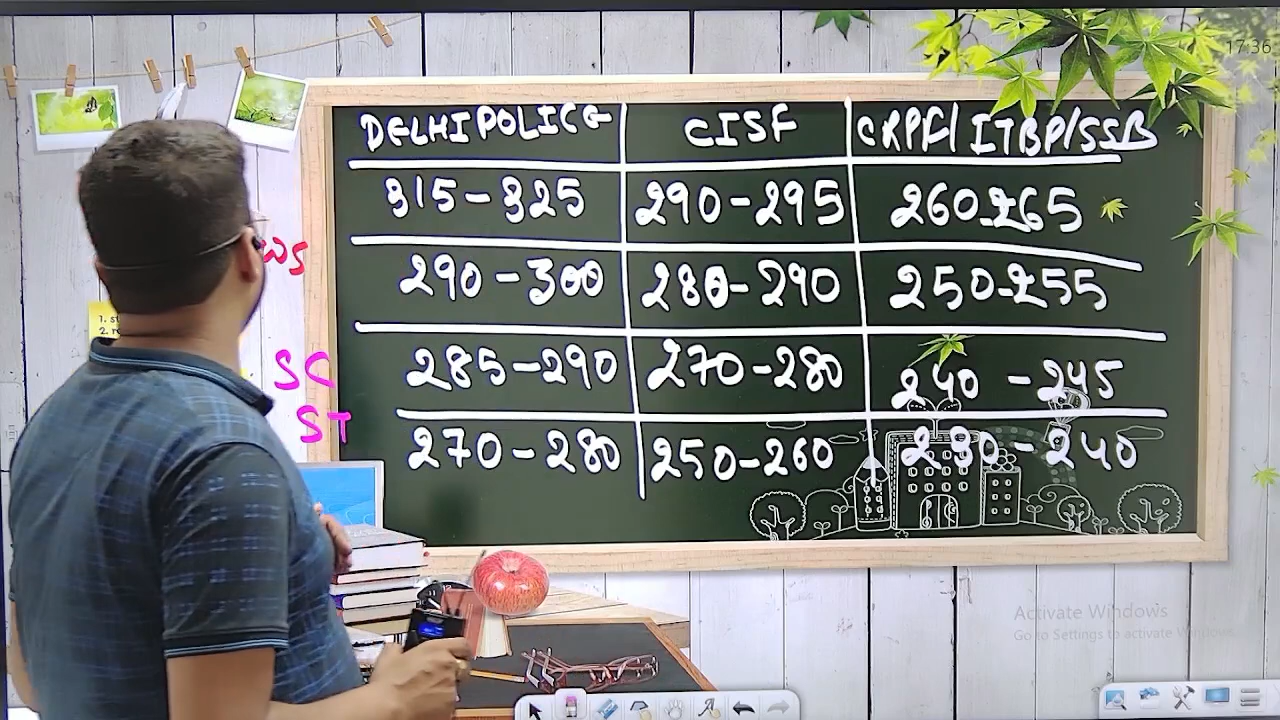 17:36
DELHI POLICE CISF CRPF/ITBP/SSB
315-325 290-295 260-265
290-300 280-290 250-255
SC 285-290 270-280 240-245
ST 270-280 250-260 230-240
Activate Windows
Go to Settings to activate Windows.